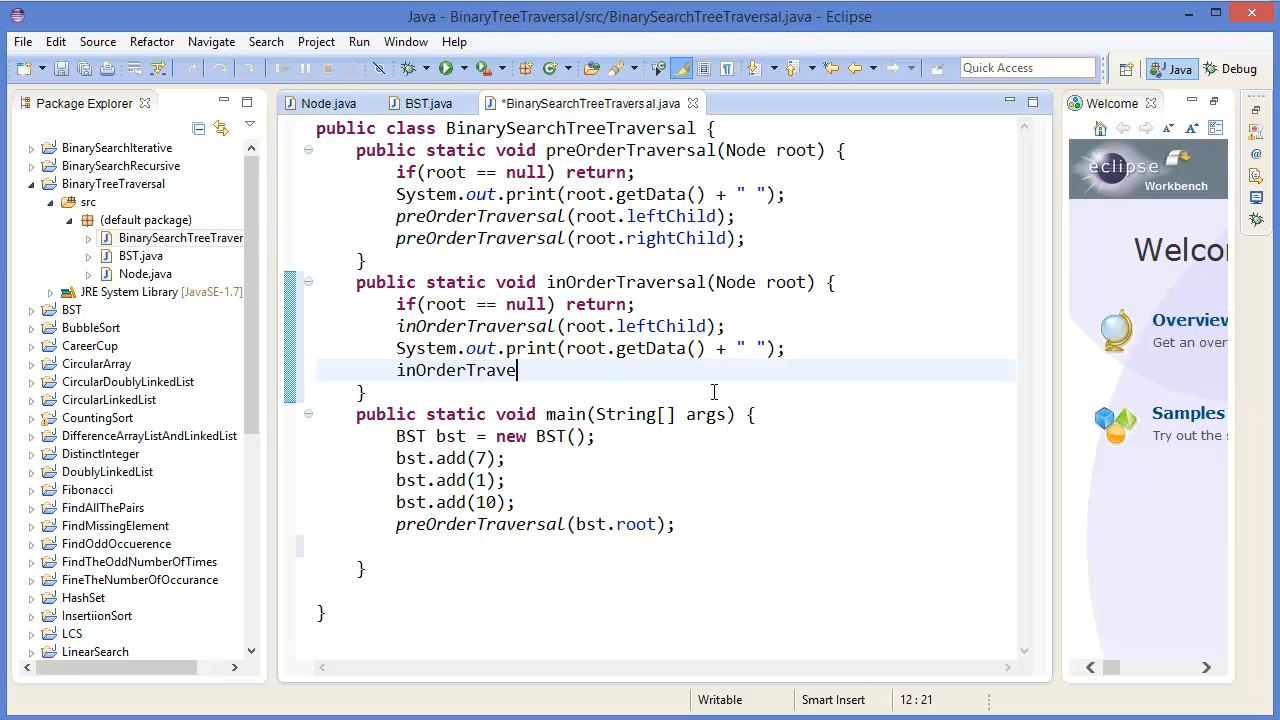 Java - BinaryTreeTraversal/src/BinarySearchTreeTraversal.java - Eclipse
File Edit Source Refactor Navigate Search Project Run Window Help
Quick Access
Java
Debug
Package Explorer
Node.java
BST.java
*BinarySearchTreeTraversal.java
Welcome
BinarySearchIterative
BinarySearchRecursive
BinaryTreeTraversal
src
(default package)
BinarySearchTreeTraver
BST.java
Node.java
JRE System Library [JavaSE-1.7]
BST
BubbleSort
CareerCup
CircularArray
CircularDoublyLinkedList
CircularLinkedList
CountingSort
DifferenceArrayListAndLinkedList
DistinctInteger
DoublyLinkedList
Fibonacci
FindAllThePairs
FindMissingElement
FindOddOccuerence
FindTheOddNumberOfTimes
FineTheNumberOfOccurance
HashSet
InsertiionSort
LCS
LinearSearch
public class BinarySearchTreeTraversal {
public static void preOrderTraversal(Node root) {
if(root == null) return;
System.out.print(root.getData() + " ");
preOrderTraversal(root.leftChild);
preOrderTraversal(root.rightChild);
}
public static void inOrderTraversal(Node root) {
if(root == null) return;
inOrderTraversal(root.leftChild);
System.out.print(root.getData() + " ");
inOrderTrave
}
public static void main(String[] args) {
BST bst = new BST();
bst.add(7);
bst.add(1);
bst.add(10);
preOrderTraversal(bst.root);
}
}
eclipse
Workbench
Welco
Overview
Get an over
Samples
Try out the s
Writable
Smart Insert
12 : 21